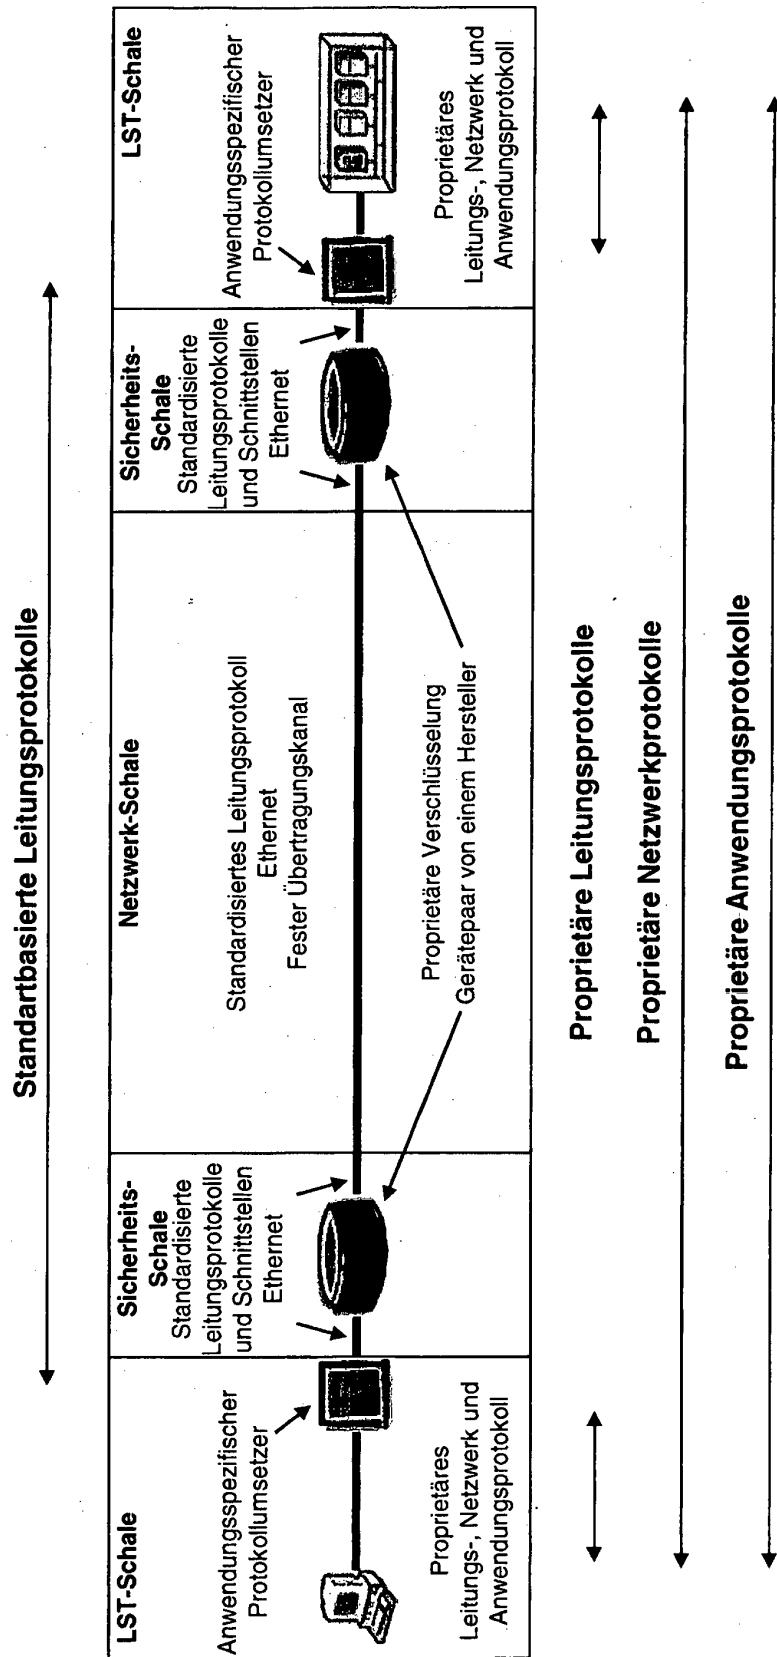 Standartbasierte Leitungsprotokolle
LST-Schale
Anwendungsspezifischer
Protokollumsetzer
Proprietäres
Leitungs-, Netzwerk und
Anwendungsprotokoll
Sicherheits-
Schale
Standardisierte
Leitungsprotokolle
und Schnittstellen
Ethernet
Netzwerk-Schale
Standardisiertes Leitungsprotokoll
Ethernet
Fester Übertragungskanal
Proprietäre Verschlüsselung
Gerätepaar von einem Hersteller
Sicherheits-
Schale
Standardisierte
Leitungsprotokolle
und Schnittstellen
Ethernet
LST-Schale
Anwendungsspezifischer
Protokollumsetzer
Proprietäres
Leitungs-, Netzwerk und
Anwendungsprotokoll
Proprietäre Leitungsprotokolle
Proprietäre Netzwerkprotokolle
Proprietäre Anwendungsprotokolle